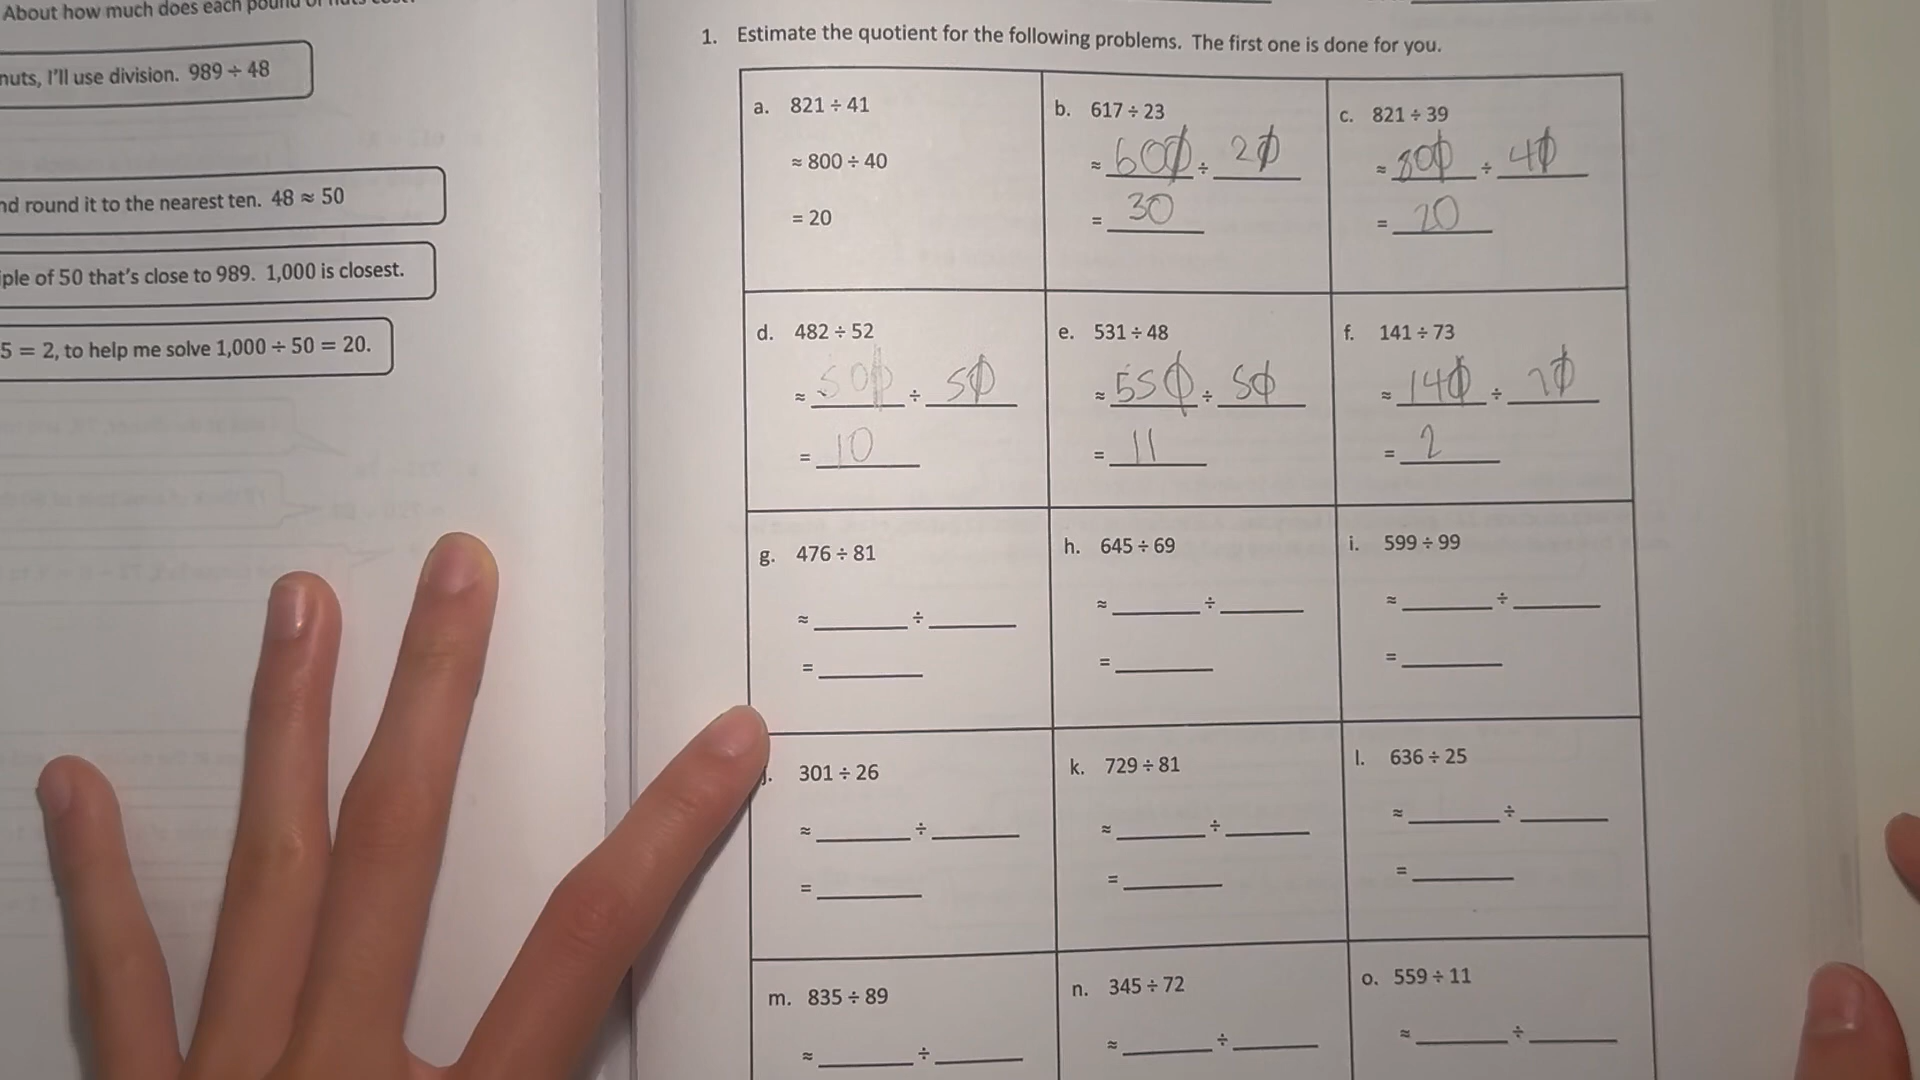 About how much does each pound of nuts cost?
nuts, I'll use division. 989 ÷ 48
nd round it to the nearest ten. 48 ≈ 50
iple of 50 that's close to 989. 1,000 is closest.
5 = 2, to help me solve 1,000 ÷ 50 = 20.
1. Estimate the quotient for the following problems. The first one is done for you.
a. 821 ÷ 41
≈ 800 ÷ 40
= 20
b. 617 ÷ 23
≈ 600 ÷ 20
= 30
c. 821 ÷ 39
≈ 800 ÷ 40
= 20
d. 482 ÷ 52
≈ 500 ÷ 50
= 10
e. 531 ÷ 48
≈ 550 ÷ 50
= 11
f. 141 ÷ 73
≈ 140 ÷ 70
= 2
g. 476 ÷ 81
≈ ÷
=
h. 645 ÷ 69
≈ ÷
=
i. 599 ÷ 99
≈ ÷
=
j. 301 ÷ 26
≈ ÷
=
k. 729 ÷ 81
≈ ÷
=
l. 636 ÷ 25
≈ ÷
=
m. 835 ÷ 89
≈ ÷
n. 345 ÷ 72
≈ ÷
o. 559 ÷ 11
≈ ÷